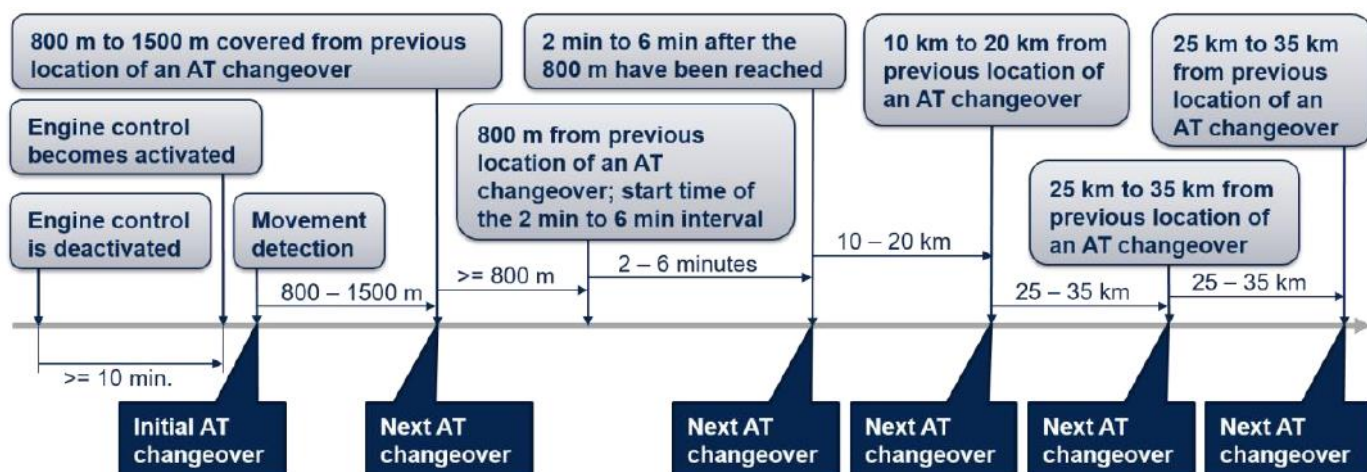 800 m to 1500 m covered from previous
location of an AT changeover
2 min to 6 min after the
800 m have been reached
10 km to 20 km from
previous location of
an AT changeover
25 km to 35 km
from previous
location of an
AT changeover
Engine control
becomes activated
800 m from previous
location of an AT
changeover; start time of
the 2 min to 6 min interval
25 km to 35 km from
previous location of
an AT changeover
Engine control
is deactivated
Movement
detection
800 – 1500 m
>= 800 m
2 – 6 minutes
10 – 20 km
25 – 35 km
25 – 35 km
>= 10 min.
Initial AT
changeover
Next AT
changeover
Next AT
changeover
Next AT
changeover
Next AT
changeover
Next AT
changeover